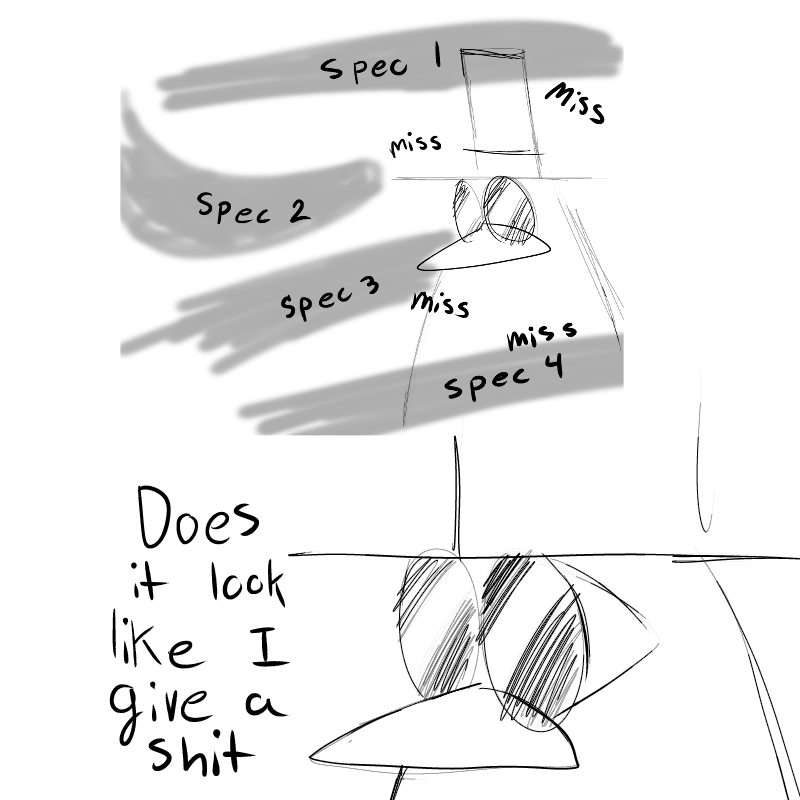 Spec 1
miss
miss
Spec 2
Spec 3
miss
miss
Spec 4
Does
it look
like I
give a
shit